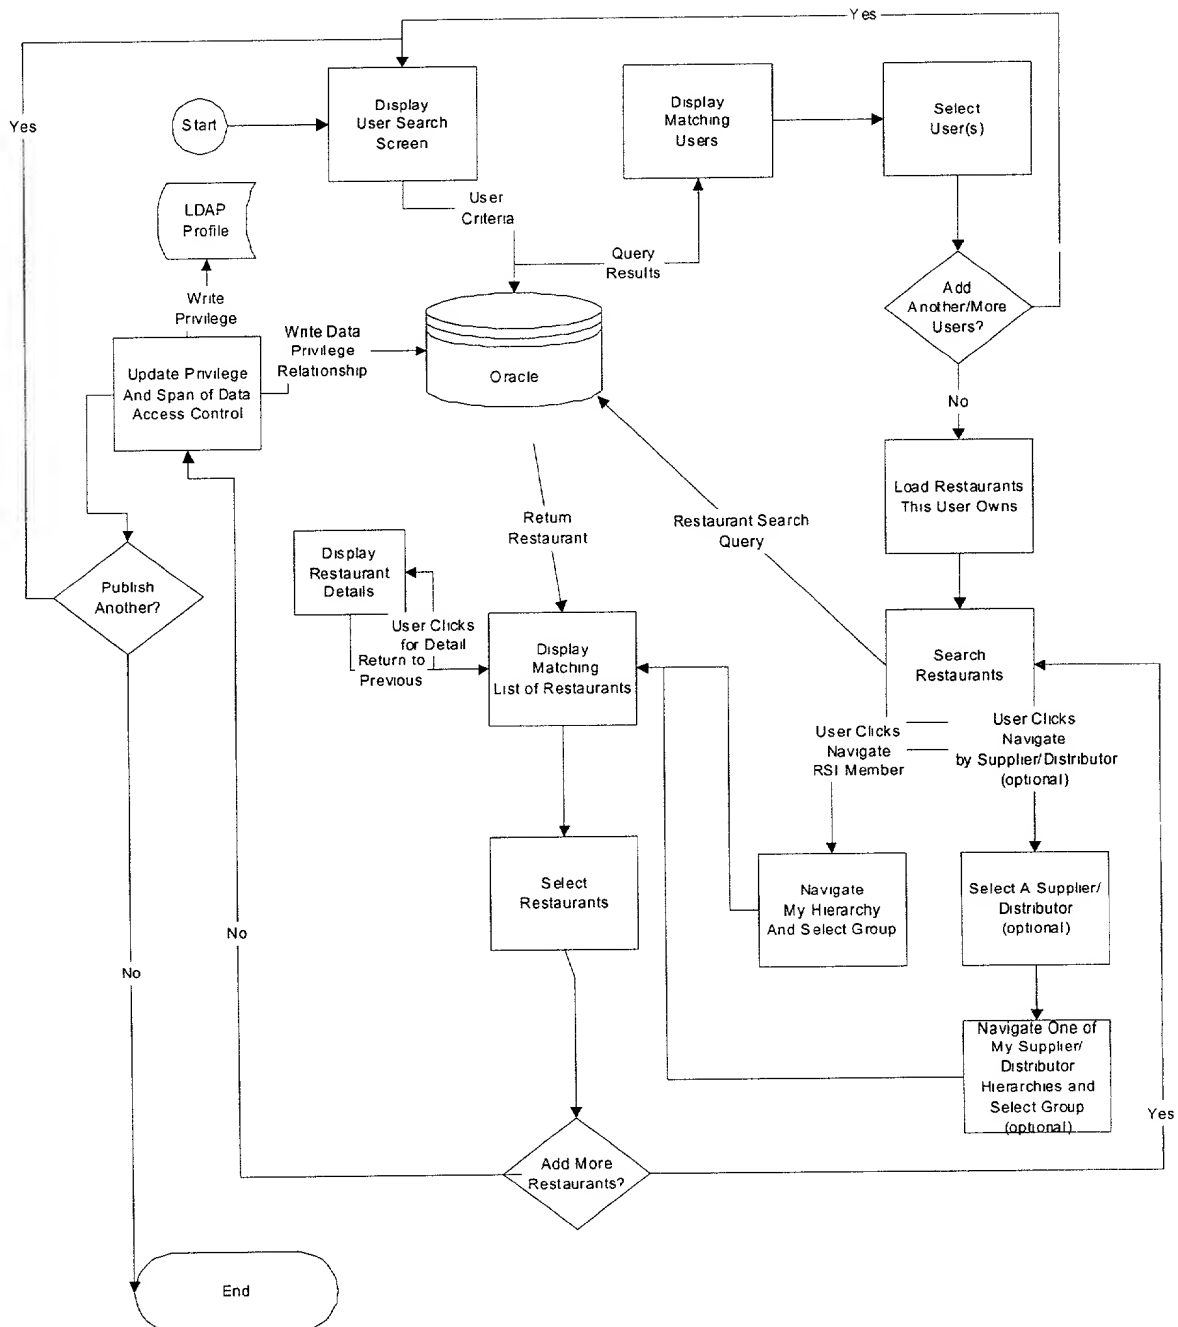 Yes
Yes
Start
Display
User Search
Screen
Display
Matching
Users
Select
User(s)
LDAP
Profile
User
Criteria
Query
Results
Write
Privilege
Write Data
Privilege
Relationship
Add
Another/More
Users?
Update Privilege
And Span of Data
Access Control
Oracle
No
Load Restaurants
This User Owns
Return
Restaurant
Restaurant Search
Query
Display
Restaurant
Details
Publish
Another?
User Clicks
for Detail
Return to
Previous
Display
Matching
List of Restaurants
Search
Restaurants
User Clicks
Navigate
RSI Member
User Clicks
Navigate
by Supplier/Distributor
(optional)
Select
Restaurants
Navigate
My Hierarchy
And Select Group
Select A Supplier/
Distributor
(optional)
No
No
Navigate One of
My Supplier/
Distributor
Hierarchies and
Select Group
(optional)
Yes
Add More
Restaurants?
End